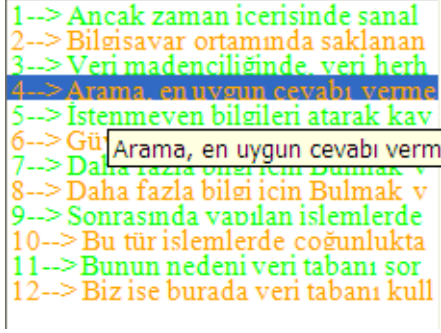 1--> Ancak zaman icerisinde sanal
2--> Bilgisayar ortamında saklanan
3--> Veri madenciliğinde, veri herh
4--> Arama, en uygun cevabı verme
5--> İstenmeyen bilgileri atarak kav
6--> Gü
Arama, en uygun cevabı verm
7--> Daha fazla bilgi icin Bulmak v
8--> Daha fazla bilgi icin Bulmak v
9--> Sonrasında yapılan islemlerde
10--> Bu tür islemlerde coğunlukta
11--> Bunun nedeni veri tabanı sor
12--> Biz ise burada veri tabanı kull